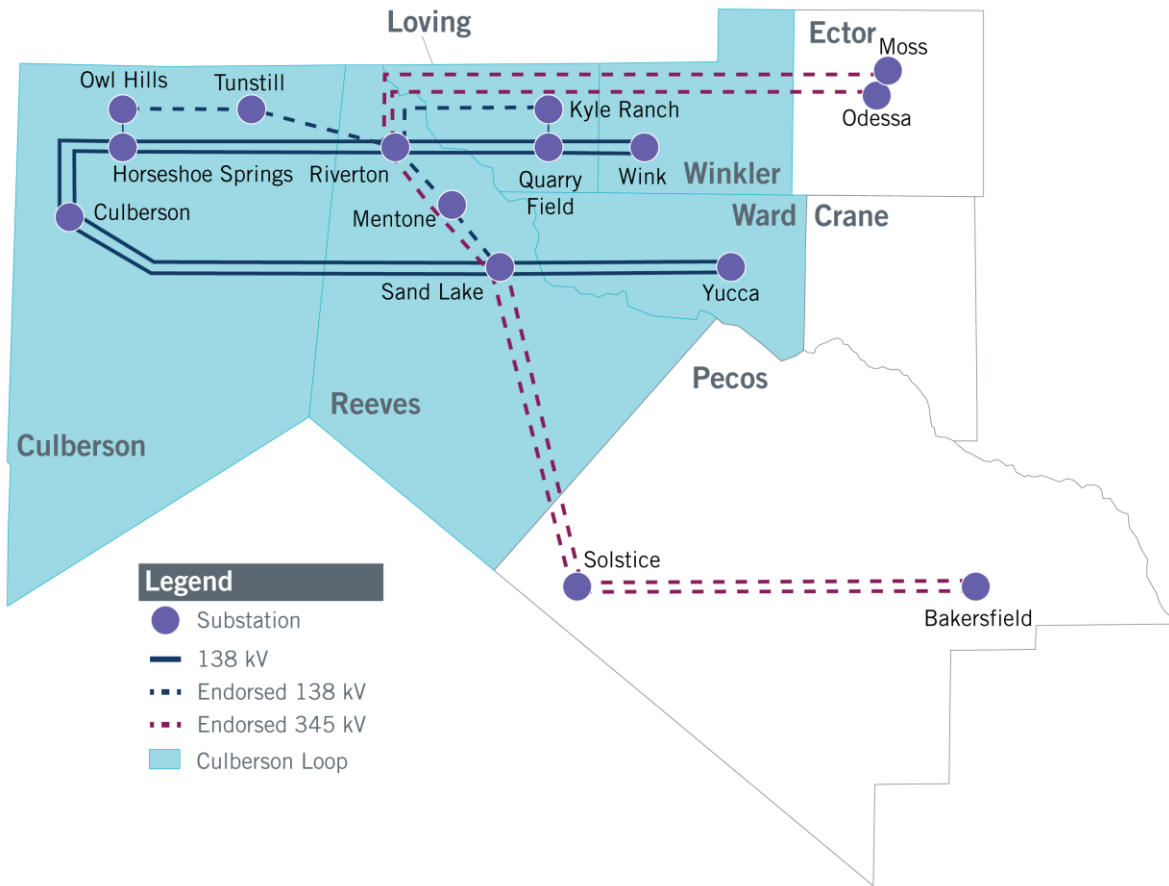 Loving
Ector
Moss
Owl Hills
Tunstill
Kyle Ranch
Odessa
Horseshoe Springs
Riverton
Quarry
Field
Wink
Winkler
Culberson
Mentone
Ward
Crane
Sand Lake
Yucca
Pecos
Reeves
Culberson
Solstice
Bakersfield
Legend
Substation
138 kV
Endorsed 138 kV
Endorsed 345 kV
Culberson Loop